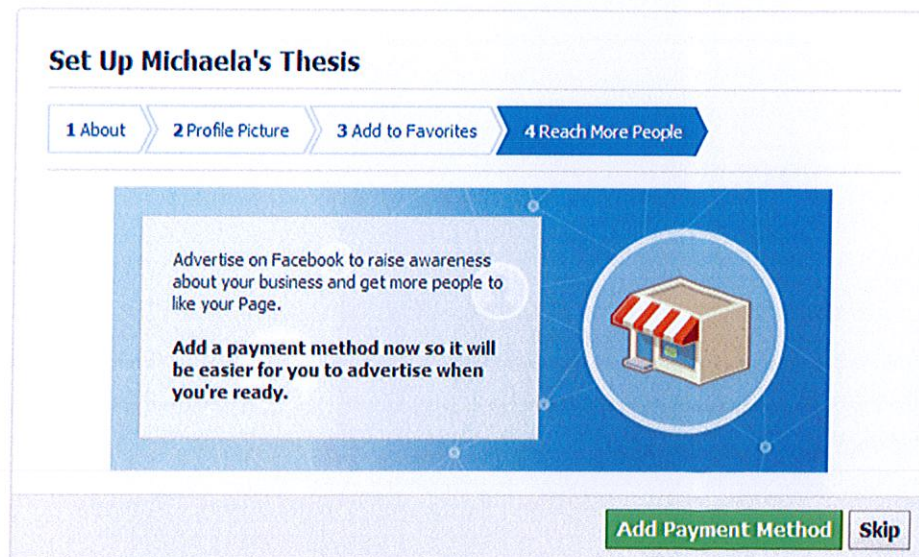 Set Up Michaela's Thesis
1 About 2 Profile Picture 3 Add to Favorites 4 Reach More People
Advertise on Facebook to raise awareness
about your business and get more people to
like your Page.
Add a payment method now so it will
be easier for you to advertise when
you're ready.
Add Payment Method Skip